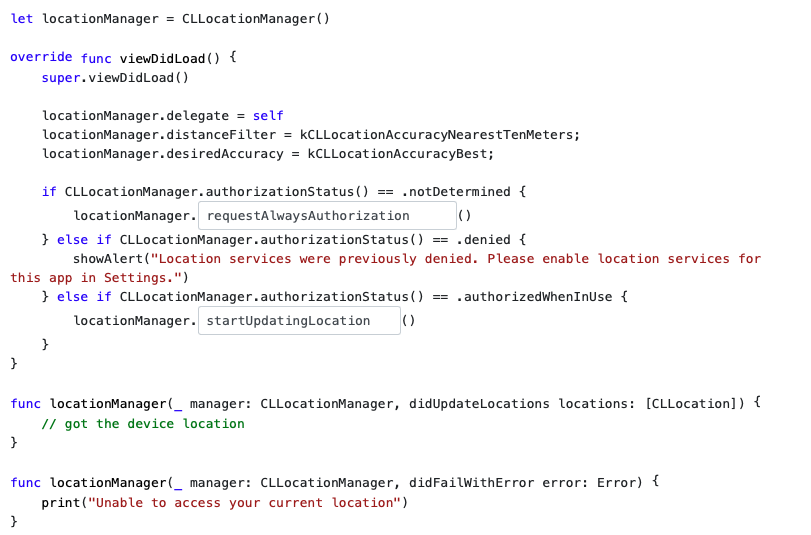 let locationManager = CLLocationManager()
override func viewDidLoad() {
super.viewDidLoad()
locationManager.delegate = self
locationManager.distanceFilter = kCLLocationAccuracyNearestTenMeters;
locationManager.desiredAccuracy = kCLLocationAccuracyBest;
if CLLocationManager.authorizationStatus() == .notDetermined {
locationManager. requestAlwaysAuthorization ()
} else if CLLocationManager.authorizationStatus() == .denied {
showAlert("Location services were previously denied. Please enable location services for
this app in Settings.")
} else if CLLocationManager.authorizationStatus() == .authorizedWhenInUse {
locationManager. startUpdatingLocation ()
}
}
func locationManager(_ manager: CLLocationManager, didUpdateLocations locations: [CLLocation]) {
// got the device location
}
func locationManager(_ manager: CLLocationManager, didFailWithError error: Error) {
print("Unable to access your current location")
}